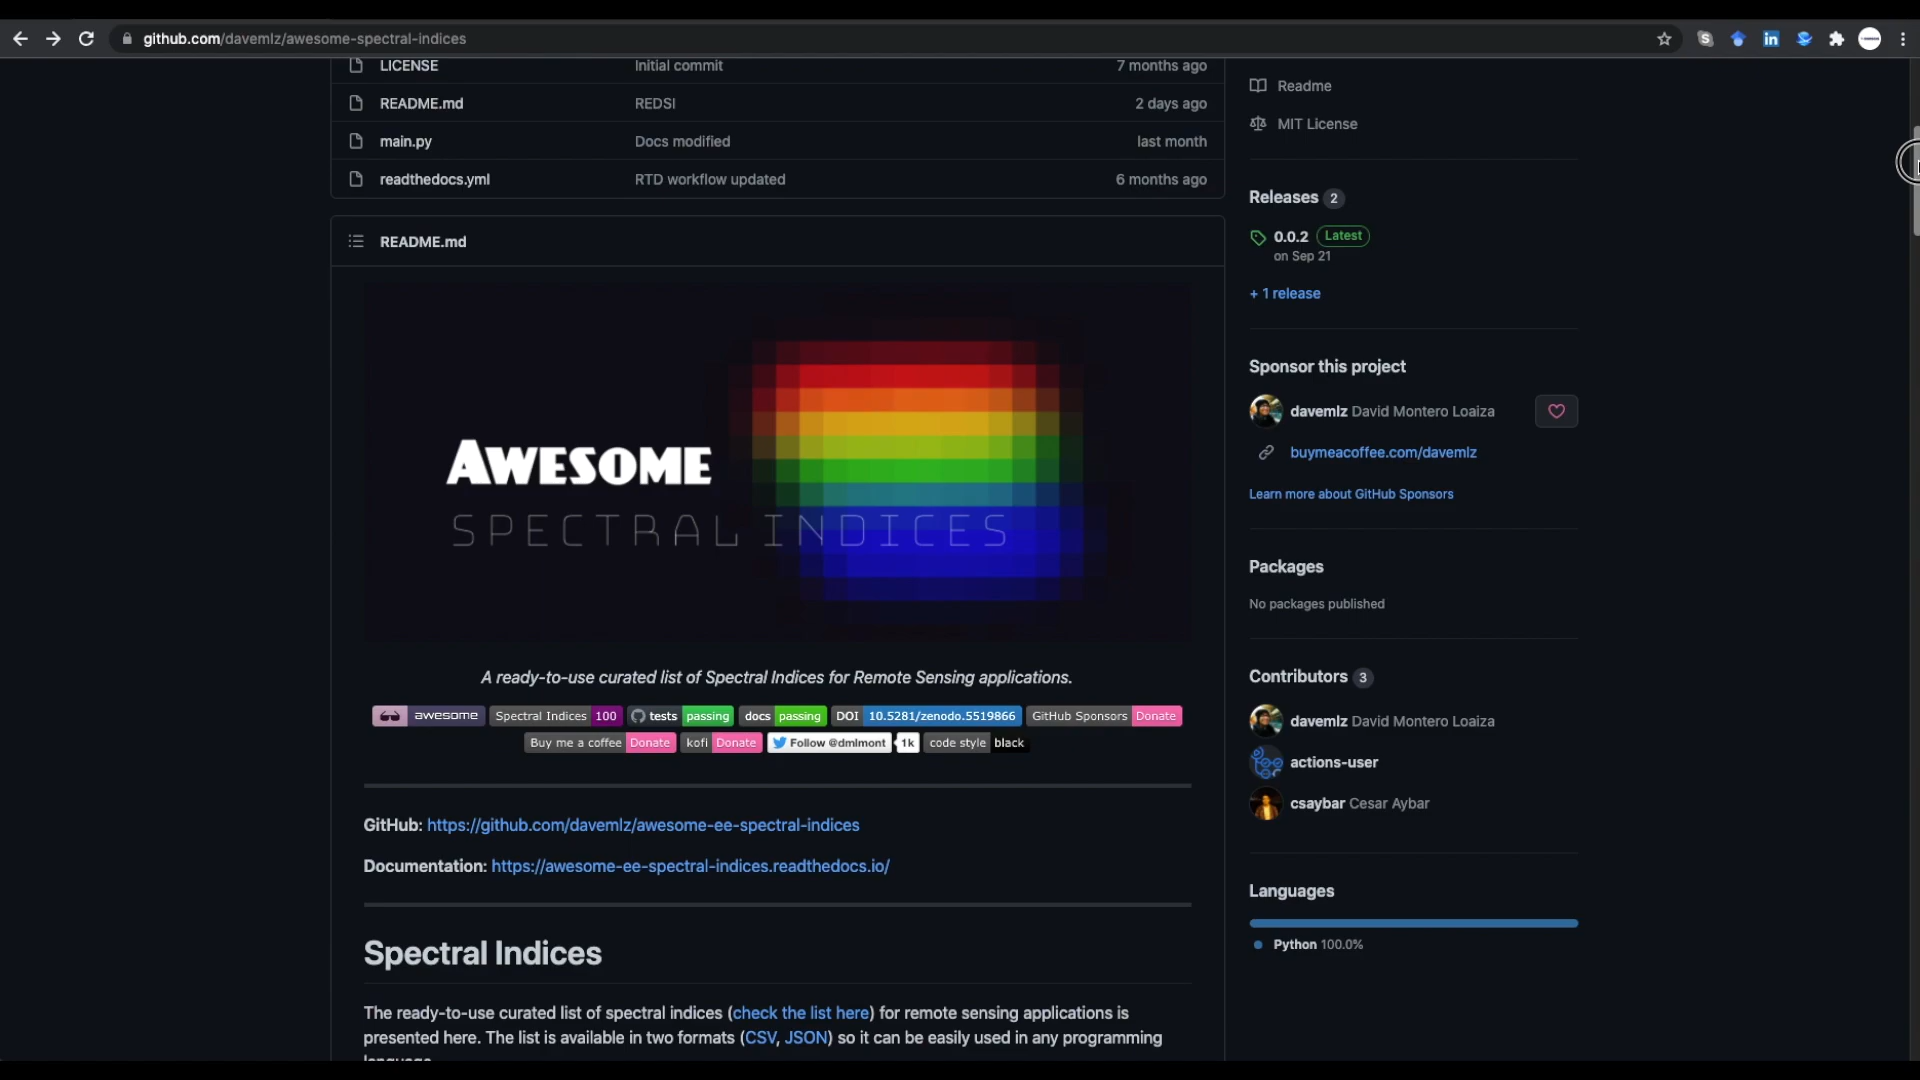 github.com/davemlz/awesome-spectral-indices
LICENSE Initial commit 7 months ago
README.md REDSI 2 days ago
main.py Docs modified last month
readthedocs.yml RTD workflow updated 6 months ago
README.md
AWESOME
SPECTRAL INDICES
A ready-to-use curated list of Spectral Indices for Remote Sensing applications.
awesome Spectral Indices 100 tests passing docs passing DOI 10.5281/zenodo.5519866 GitHub Sponsors Donate
Buy me a coffee Donate kofi Donate Follow @dmlmont 1k code style black
GitHub: https://github.com/davemlz/awesome-ee-spectral-indices
Documentation: https://awesome-ee-spectral-indices.readthedocs.io/
Spectral Indices
The ready-to-use curated list of spectral indices (check the list here) for remote sensing applications is
presented here. The list is available in two formats (CSV, JSON) so it can be easily used in any programming
language.
Readme
MIT License
Releases 2
0.0.2 Latest
on Sep 21
+ 1 release
Sponsor this project
davemlz David Montero Loaiza
buymeacoffee.com/davemlz
Learn more about GitHub Sponsors
Packages
No packages published
Contributors 3
davemlz David Montero Loaiza
actions-user
csaybar Cesar Aybar
Languages
Python 100.0%